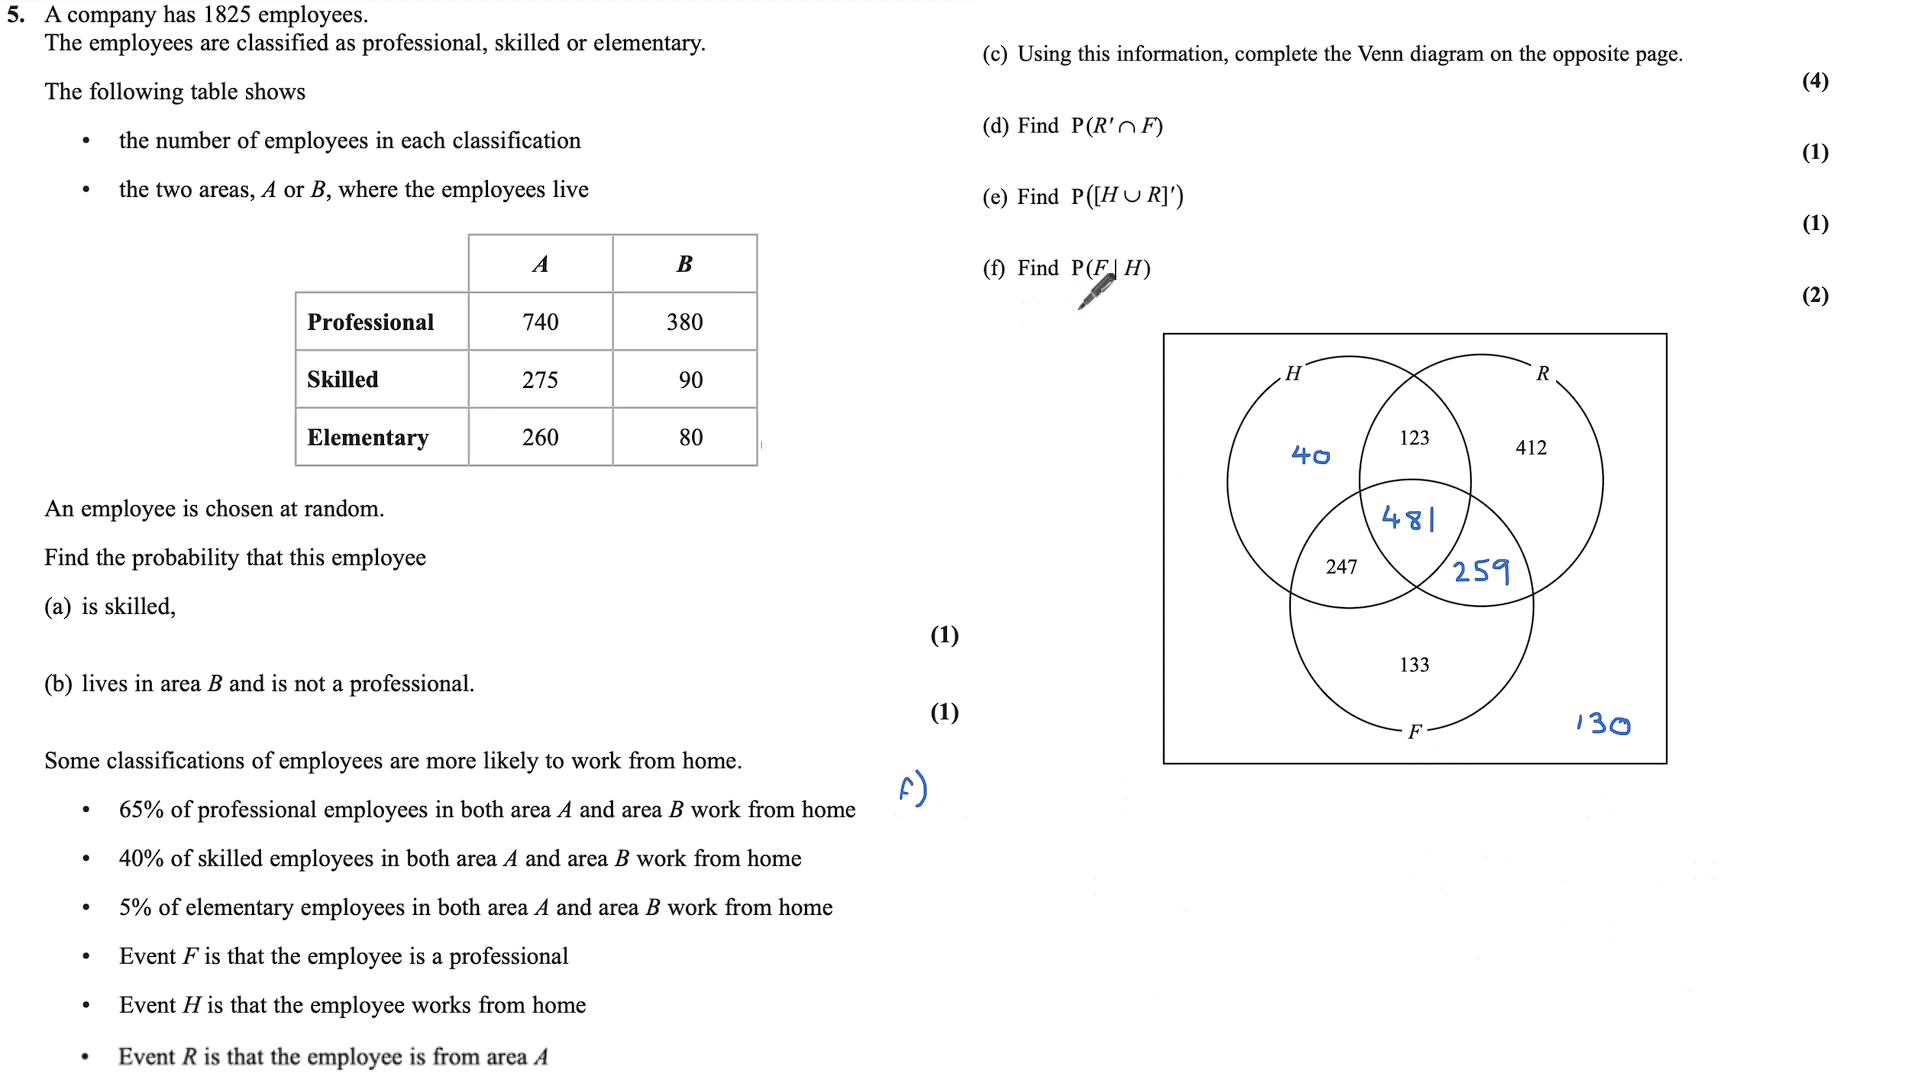 5. A company has 1825 employees.
The employees are classified as professional, skilled or elementary.
The following table shows
• the number of employees in each classification
• the two areas, A or B, where the employees live
A B
Professional 740 380
Skilled 275 90
Elementary 260 80
An employee is chosen at random.
Find the probability that this employee
(a) is skilled,
(1)
(b) lives in area B and is not a professional.
(1)
Some classifications of employees are more likely to work from home.
• 65% of professional employees in both area A and area B work from home
• 40% of skilled employees in both area A and area B work from home
• 5% of elementary employees in both area A and area B work from home
• Event F is that the employee is a professional
• Event H is that the employee works from home
• Event R is that the employee is from area A
(c) Using this information, complete the Venn diagram on the opposite page.
(4)
(d) Find P(R′ ∩ F)
(1)
(e) Find P([H ∪ R]′)
(1)
(f) Find P(F | H)
(2)
H R
123
40 412
481
247 259
133
F
130
F)